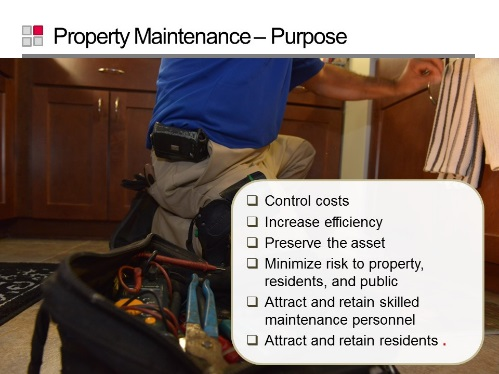 Property Maintenance – Purpose
Control costs
Increase efficiency
Preserve the asset
Minimize risk to property,
residents, and public
Attract and retain skilled
maintenance personnel
Attract and retain residents .